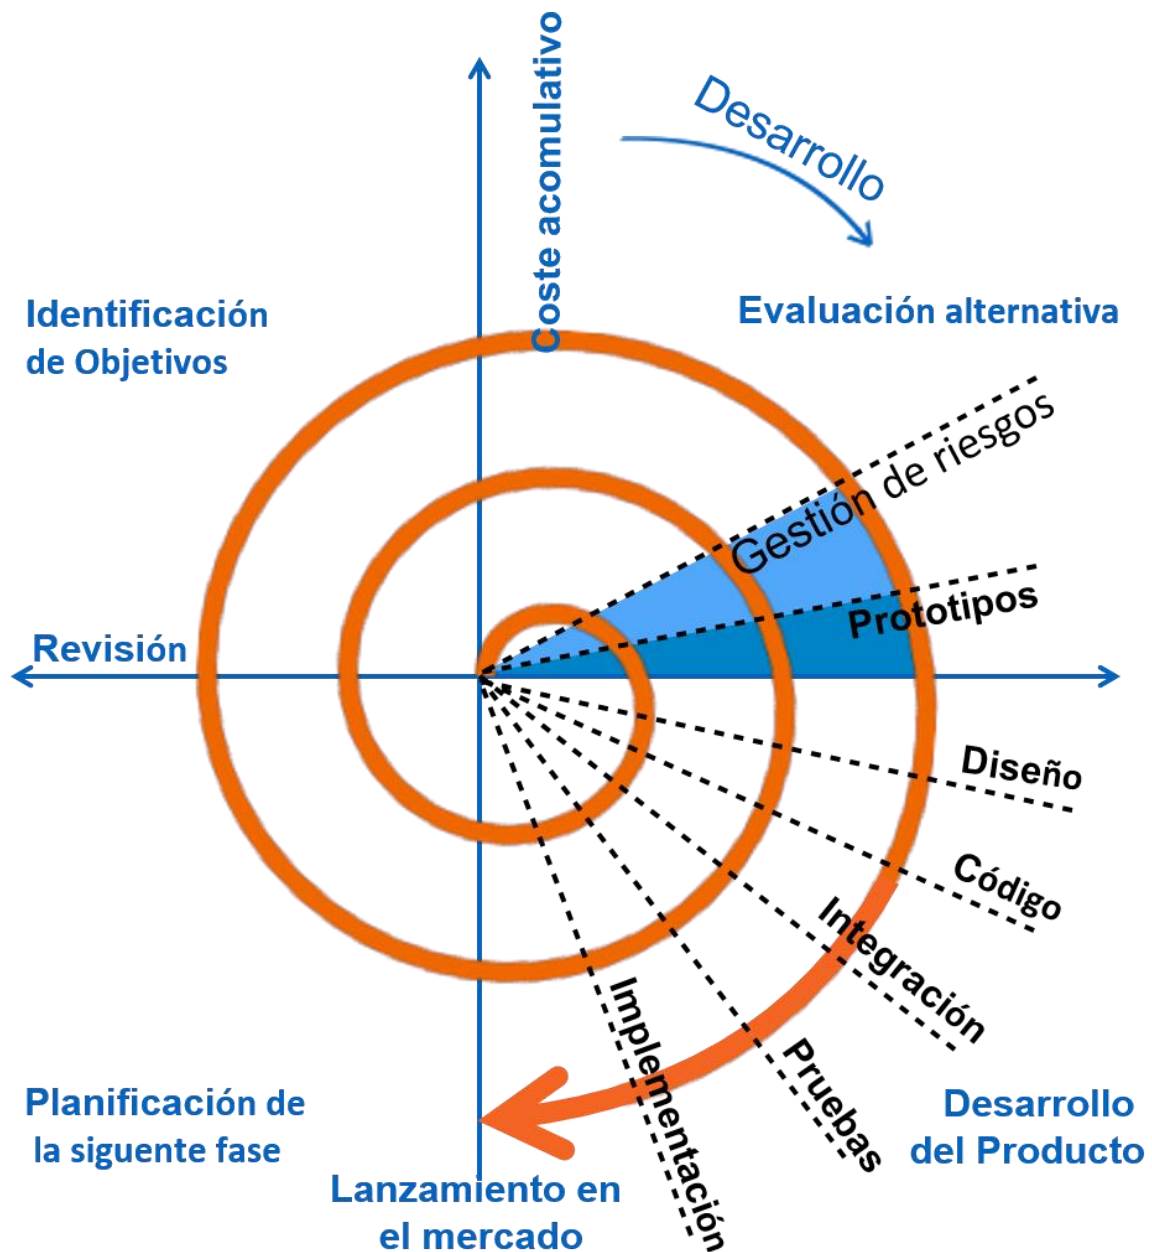 Coste acomulativo
Desarrollo
Identificación
de Objetivos
Evaluación alternativa
Gestión de riesgos
Prototipos
Revisión
Diseño
Código
Integración
Pruebas
Implementación
Planificación de
la siguente fase
Desarrollo
del Producto
Lanzamiento en
el mercado